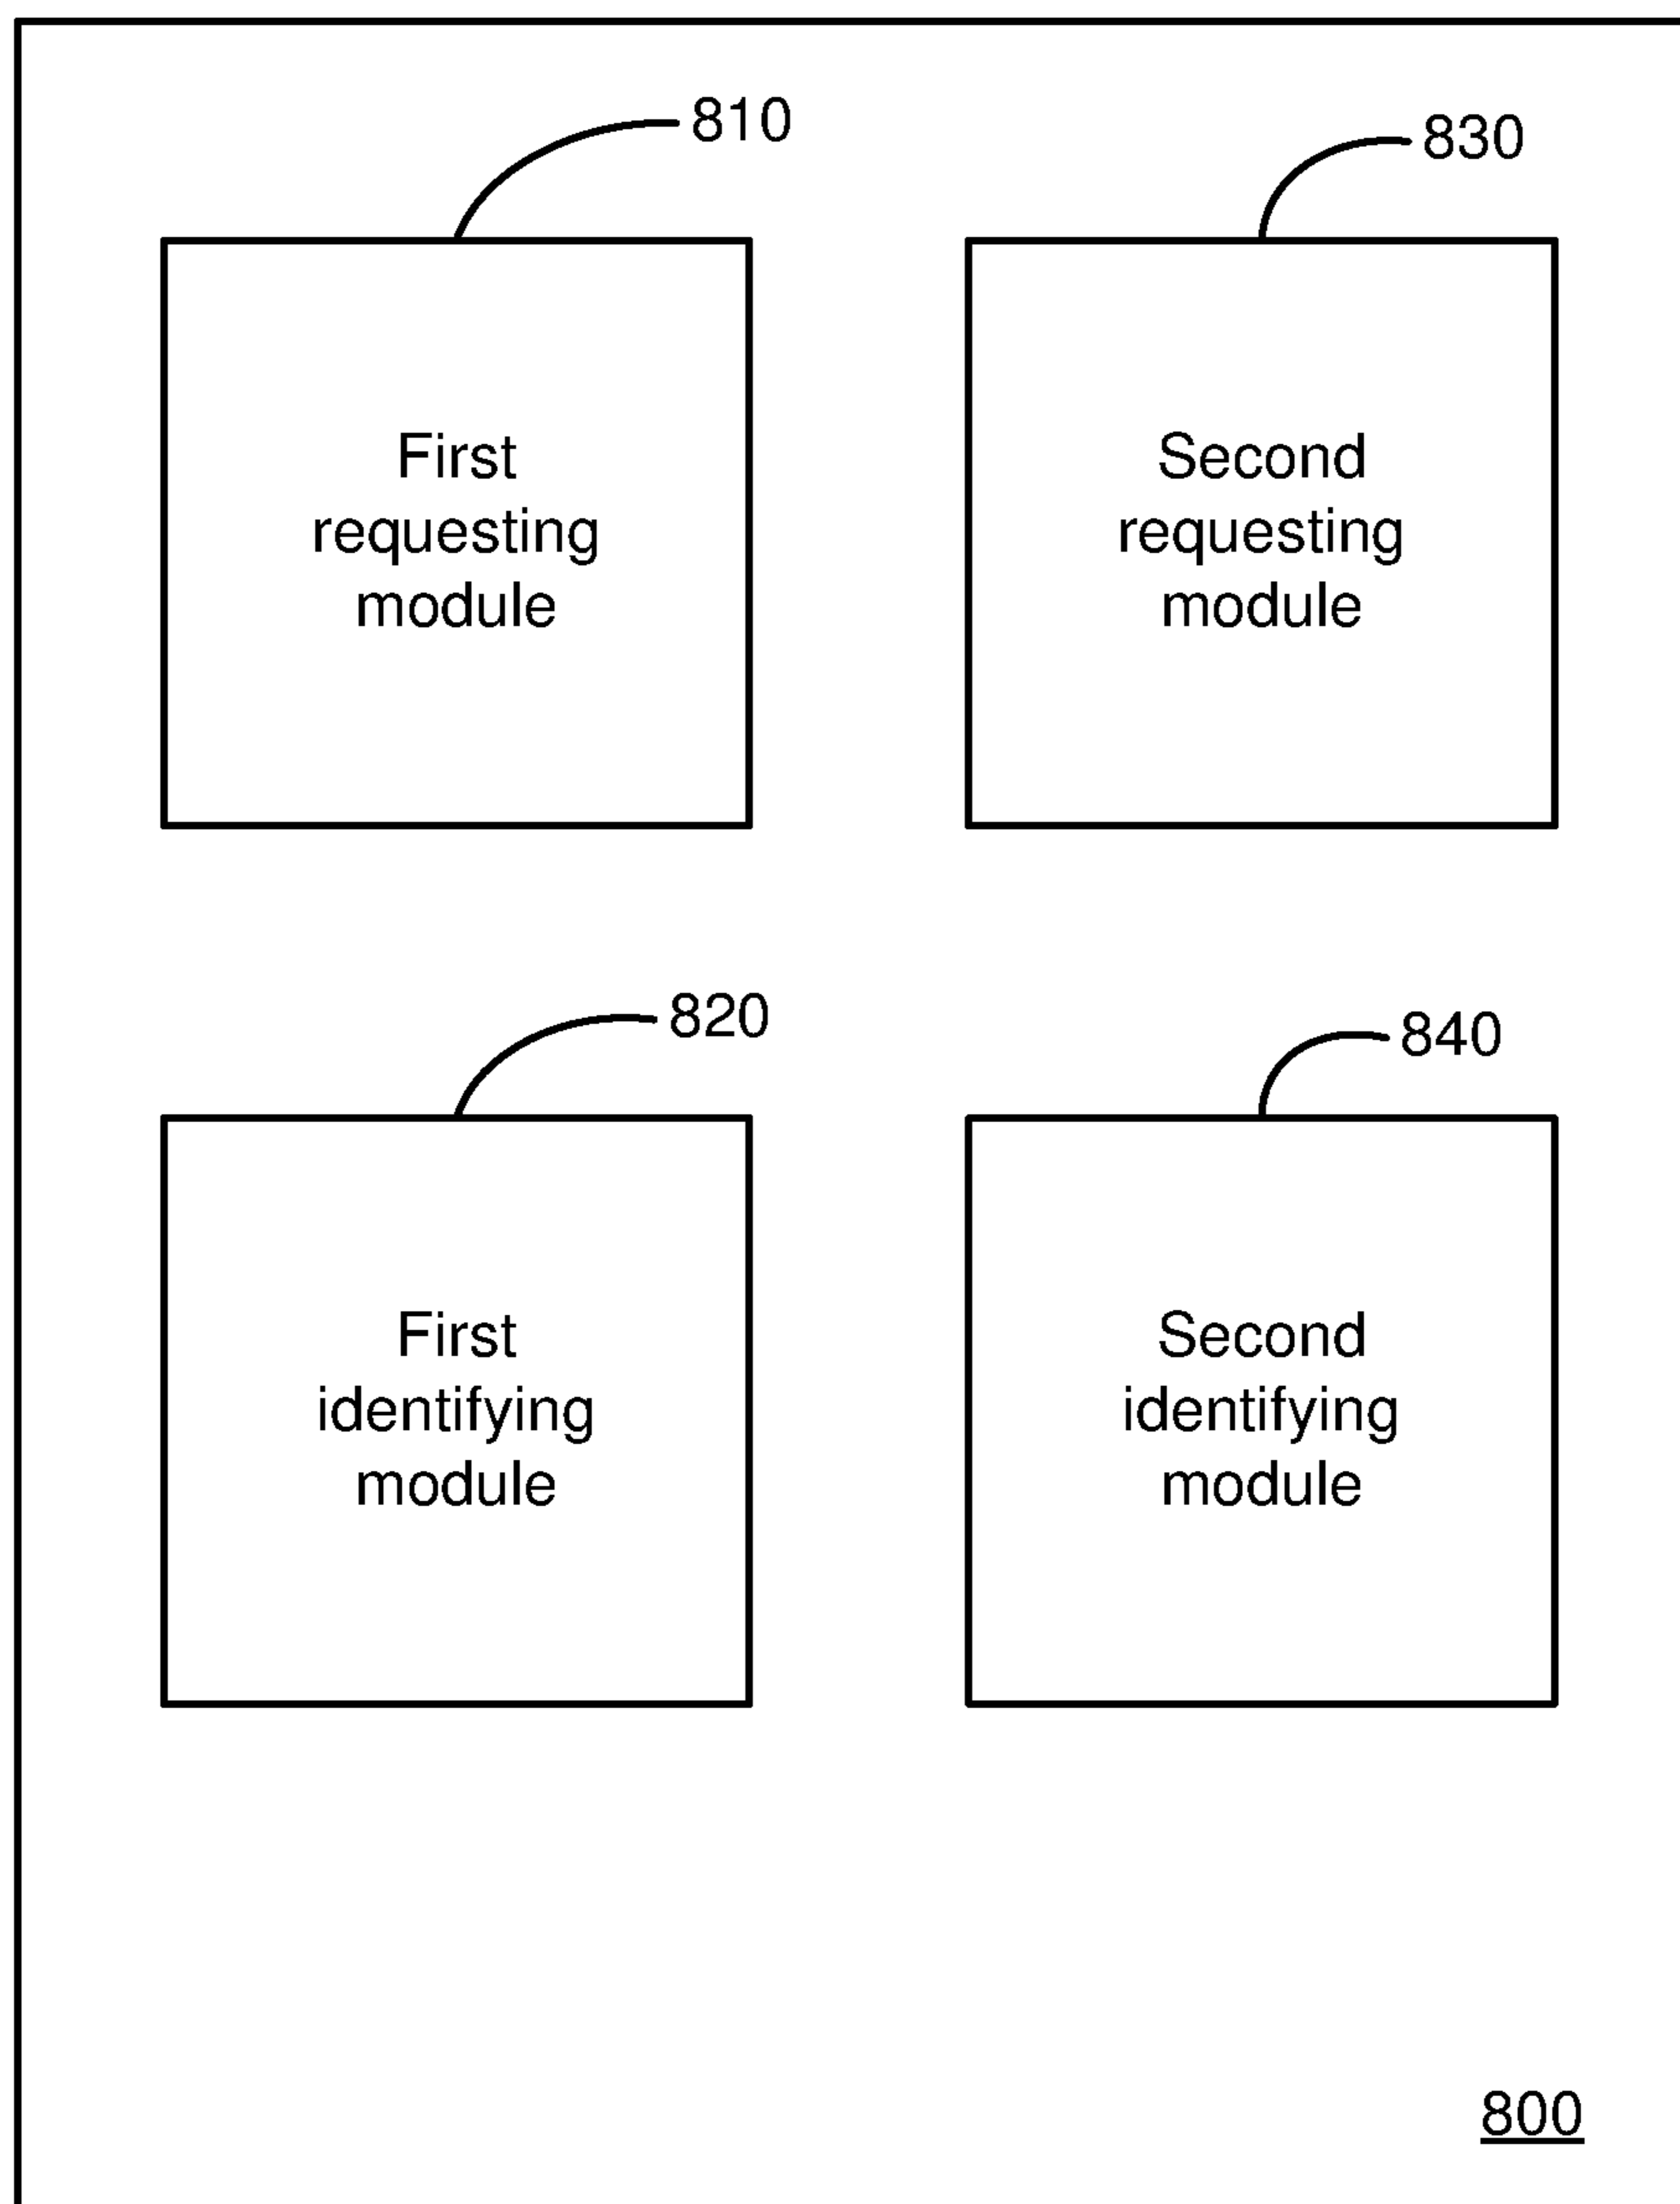 810
830
First
requesting
module
Second
requesting
module
820
840
First
identifying
module
Second
identifying
module
800